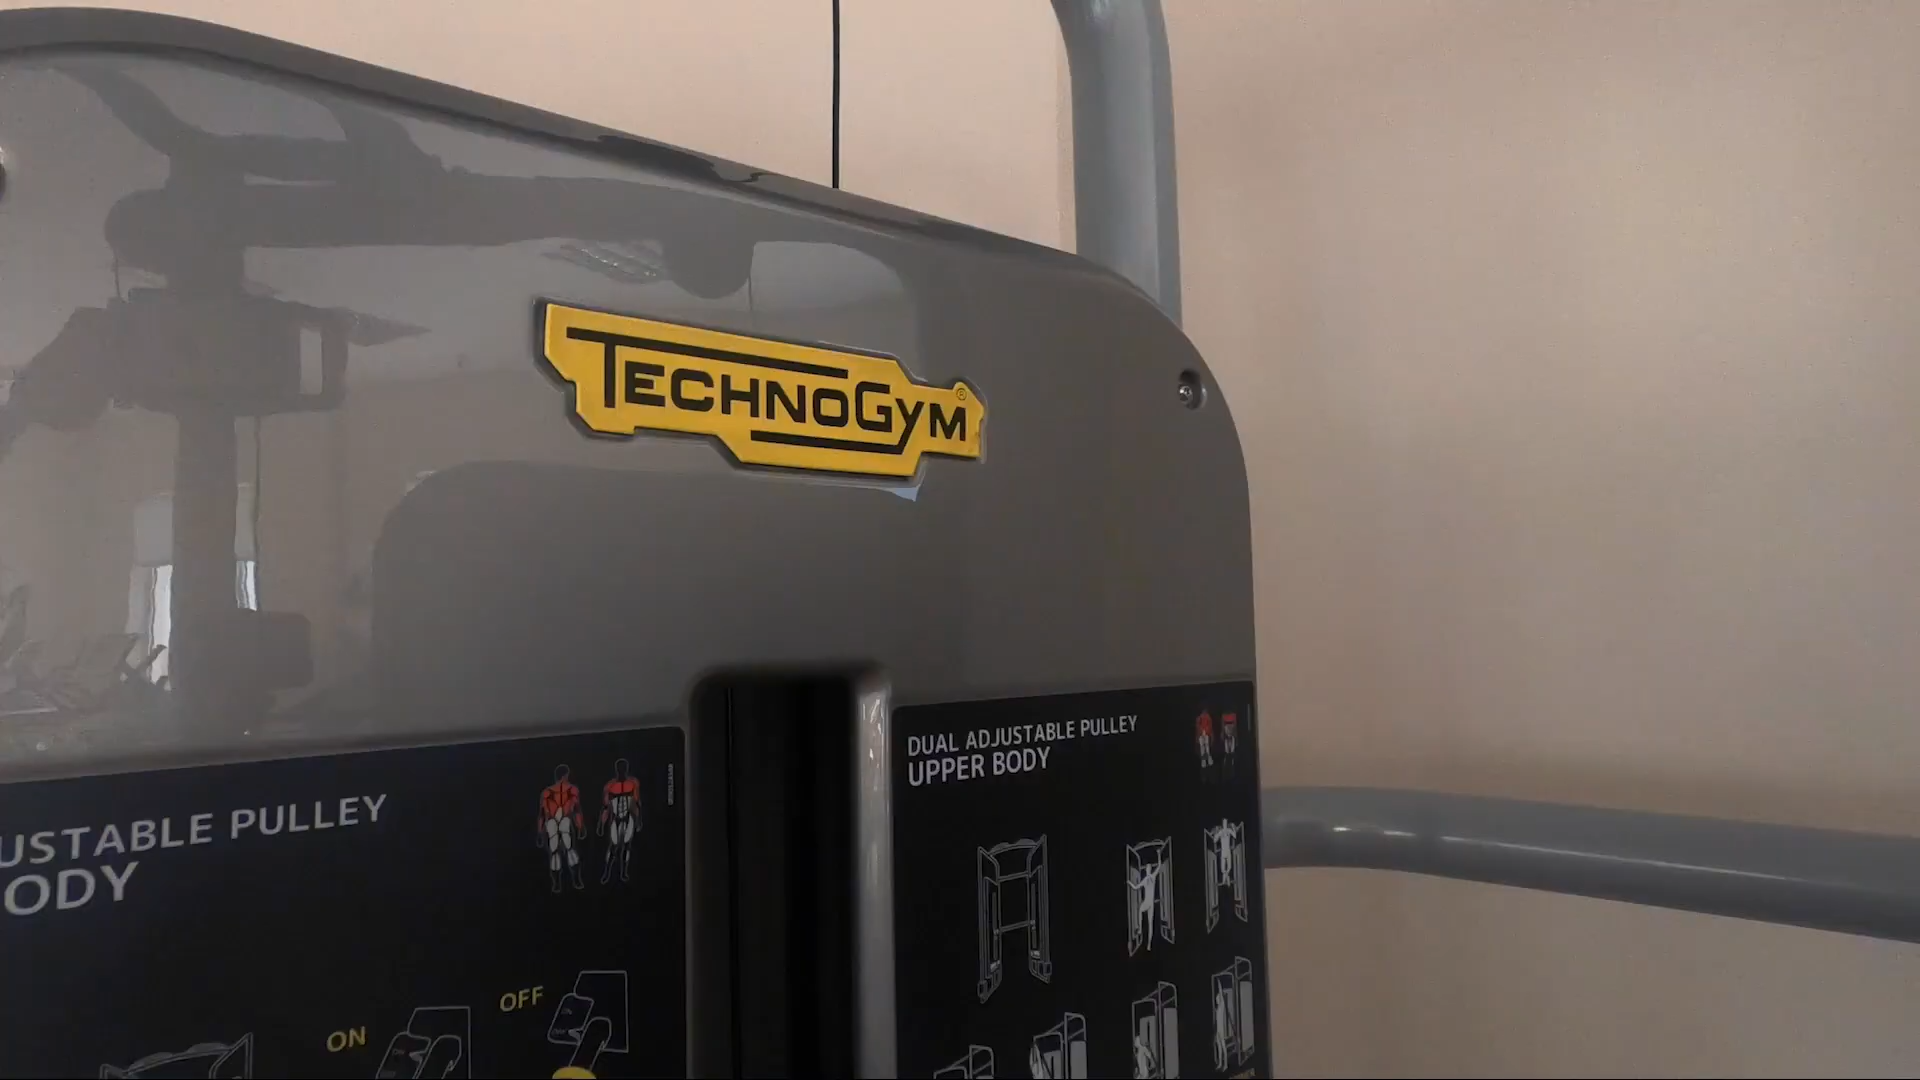 TECHNOGYM®
USTABLE PULLEY
ODY
ON
OFF
DUAL ADJUSTABLE PULLEY
UPPER BODY